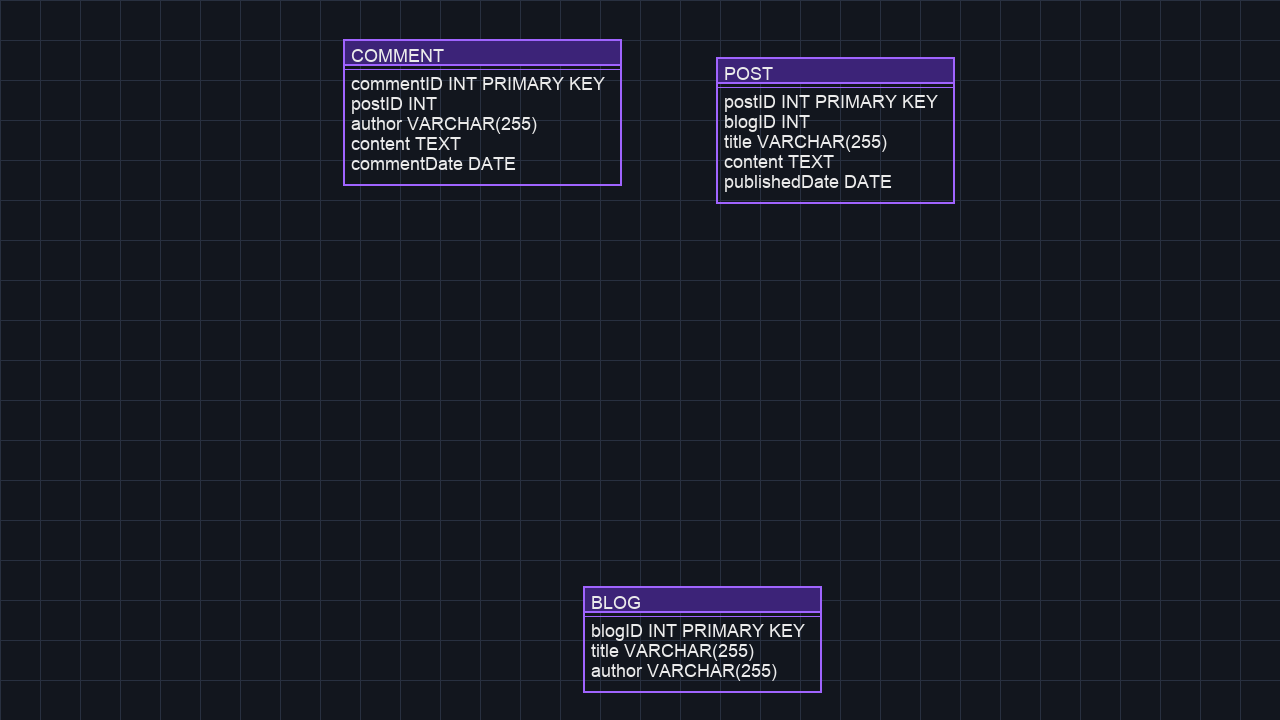 COMMENT
commentID INT PRIMARY KEY
postID INT
author VARCHAR(255)
content TEXT
commentDate DATE
POST
postID INT PRIMARY KEY
blogID INT
title VARCHAR(255)
content TEXT
publishedDate DATE
BLOG
blogID INT PRIMARY KEY
title VARCHAR(255)
author VARCHAR(255)